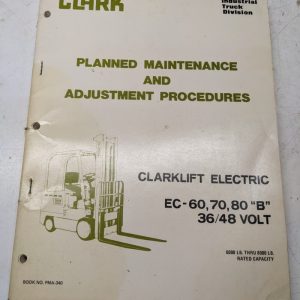 CLARK
Industrial
Truck
Division
PLANNED MAINTENANCE
AND
ADJUSTMENT PROCEDURES
CLARKLIFT ELECTRIC
EC-60,70,80 "B"
36/48 VOLT
6000 LB. THRU 8000 LB.
RATED CAPACITY
BOOK NO. PMA-340